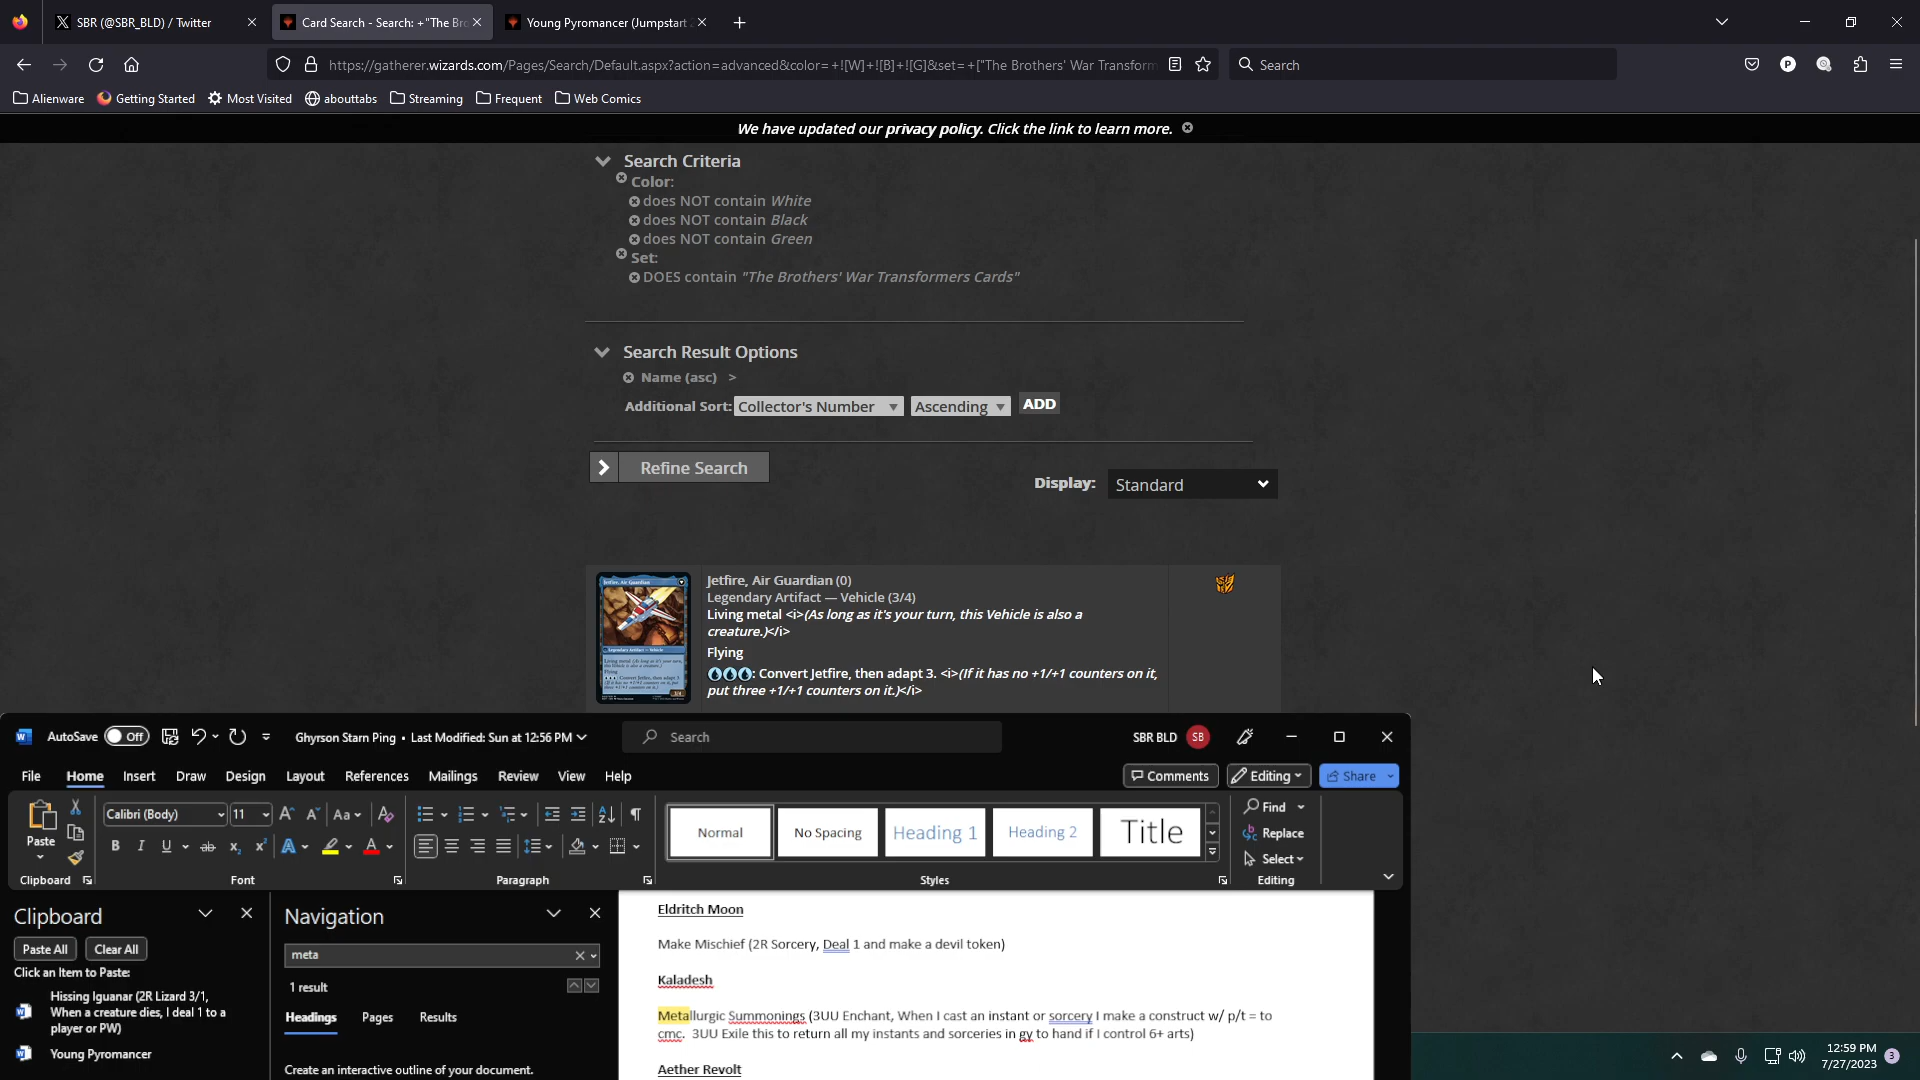 SBR (@SBR_BLD) / Twitter
Card Search - Search: +"The Bro
Young Pyromancer (Jumpstart
https://gatherer.wizards.com/Pages/Search/Default.aspx?action=advanced&color=+![W]+![B]+![G]&set=+["The Brothers' War Transform
Search
Alienware Getting Started Most Visited abouttabs Streaming Frequent Web Comics
We have updated our privacy policy. Click the link to learn more.
Search Criteria
Color:
does NOT contain White
does NOT contain Black
does NOT contain Green
Set:
DOES contain "The Brothers' War Transformers Cards"
Search Result Options
Name (asc) >
Additional Sort: Collector's Number Ascending ADD
Refine Search
Display: Standard
Jetfire, Air Guardian
Jetfire, Air Guardian (0)
Legendary Artifact — Vehicle (3/4)
Living metal <i>(As long as it's your turn, this Vehicle is also a
creature.)</i>
Flying
: Convert Jetfire, then adapt 3. <i>(If it has no +1/+1 counters on it,
put three +1/+1 counters on it.)</i>
AutoSave Off Ghyrson Starn Ping • Last Modified: Sun at 12:56 PM Search SBR BLD SB
File Home Insert Draw Design Layout References Mailings Review View Help Comments Editing Share
Paste
Clipboard
Calibri (Body) 11
Font
Paragraph
Normal No Spacing Heading 1 Heading 2 Title
Styles
Find
Replace
Select
Editing
Clipboard
Paste All Clear All
Click an Item to Paste:
Hissing Iguanar (2R Lizard 3/1,
When a creature dies, I deal 1 to a
player or PW)
Young Pyromancer
Navigation
meta
1 result
Headings Pages Results
Create an interactive outline of your document.
Eldritch Moon
Make Mischief (2R Sorcery, Deal 1 and make a devil token)
Kaladesh
Metallurgic Summonings (3UU Enchant, When I cast an instant or sorcery I make a construct w/ p/t = to
cmc.  3UU Exile this to return all my instants and sorceries in gy to hand if I control 6+ arts)
Aether Revolt
12:59 PM
7/27/2023
3